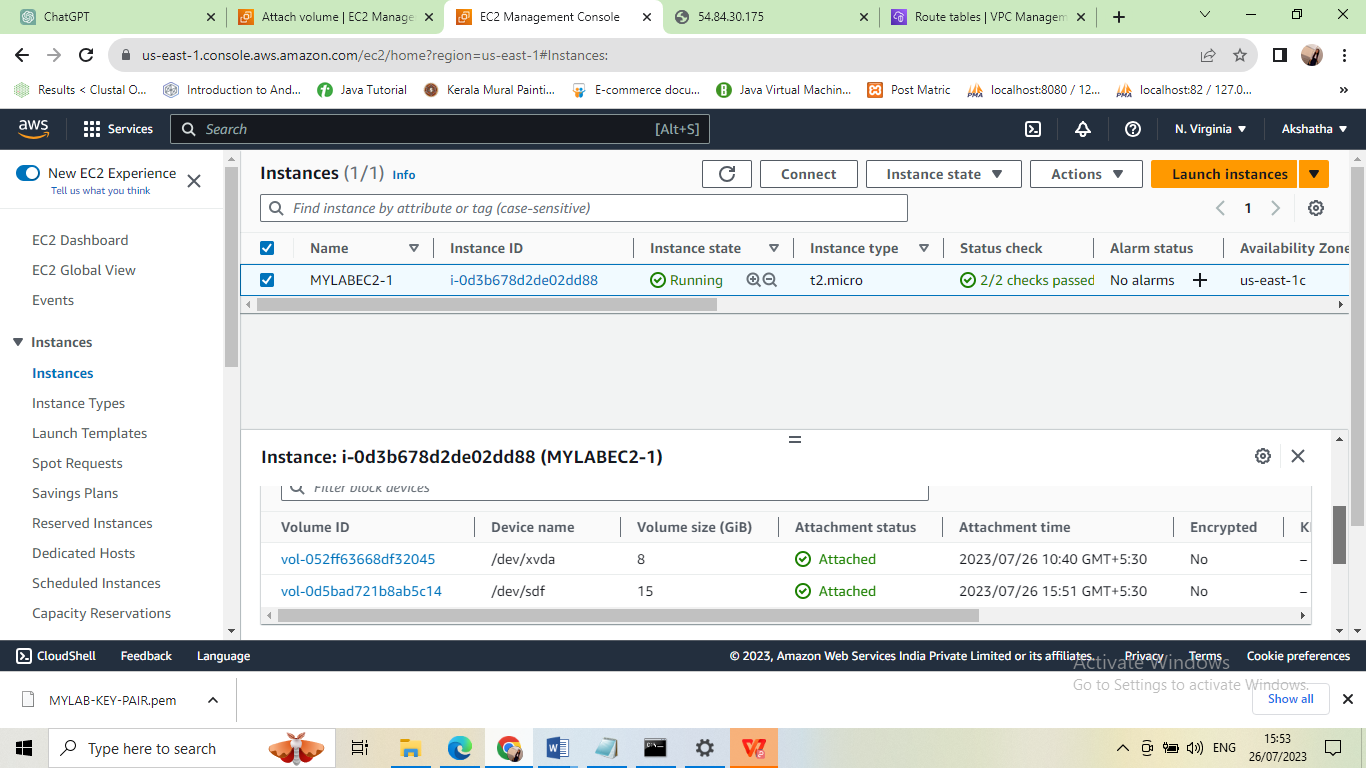 ChatGPT
Attach volume | EC2 Manage
EC2 Management Console
54.84.30.175
Route tables | VPC Managem
us-east-1.console.aws.amazon.com/ec2/home?region=us-east-1#Instances:
Results < Clustal O...
Introduction to And...
Java Tutorial
Kerala Mural Painti...
E-commerce docu...
Java Virtual Machin...
Post Matric
localhost:8080 / 12...
localhost:82 / 127.0...
»
aws
Services
Search
[Alt+S]
N. Virginia
Akshatha
New EC2 Experience
Tell us what you think
EC2 Dashboard
EC2 Global View
Events
Instances
Instances
Instance Types
Launch Templates
Spot Requests
Savings Plans
Reserved Instances
Dedicated Hosts
Scheduled Instances
Capacity Reservations
Instances (1/1) Info
Connect
Instance state
Actions
Launch instances
Find instance by attribute or tag (case-sensitive)
1
Name Instance ID Instance state Instance type Status check Alarm status Availability Zone
MYLABEC2-1 i-0d3b678d2de02dd88 Running t2.micro 2/2 checks passed No alarms + us-east-1c
Instance: i-0d3b678d2de02dd88 (MYLABEC2-1)
Filter block devices
Volume ID Device name Volume size (GiB) Attachment status Attachment time Encrypted K
vol-052ff63668df32045 /dev/xvda 8 Attached 2023/07/26 10:40 GMT+5:30 No –
vol-0d5bad721b8ab5c14 /dev/sdf 15 Attached 2023/07/26 15:51 GMT+5:30 No –
CloudShell
Feedback
Language
© 2023, Amazon Web Services India Private Limited or its affiliates.
Privacy
Terms
Cookie preferences
Activate Windows
Go to Settings to activate Windows.
MYLAB-KEY-PAIR.pem
Show all
Type here to search
ENG
15:53
26/07/2023